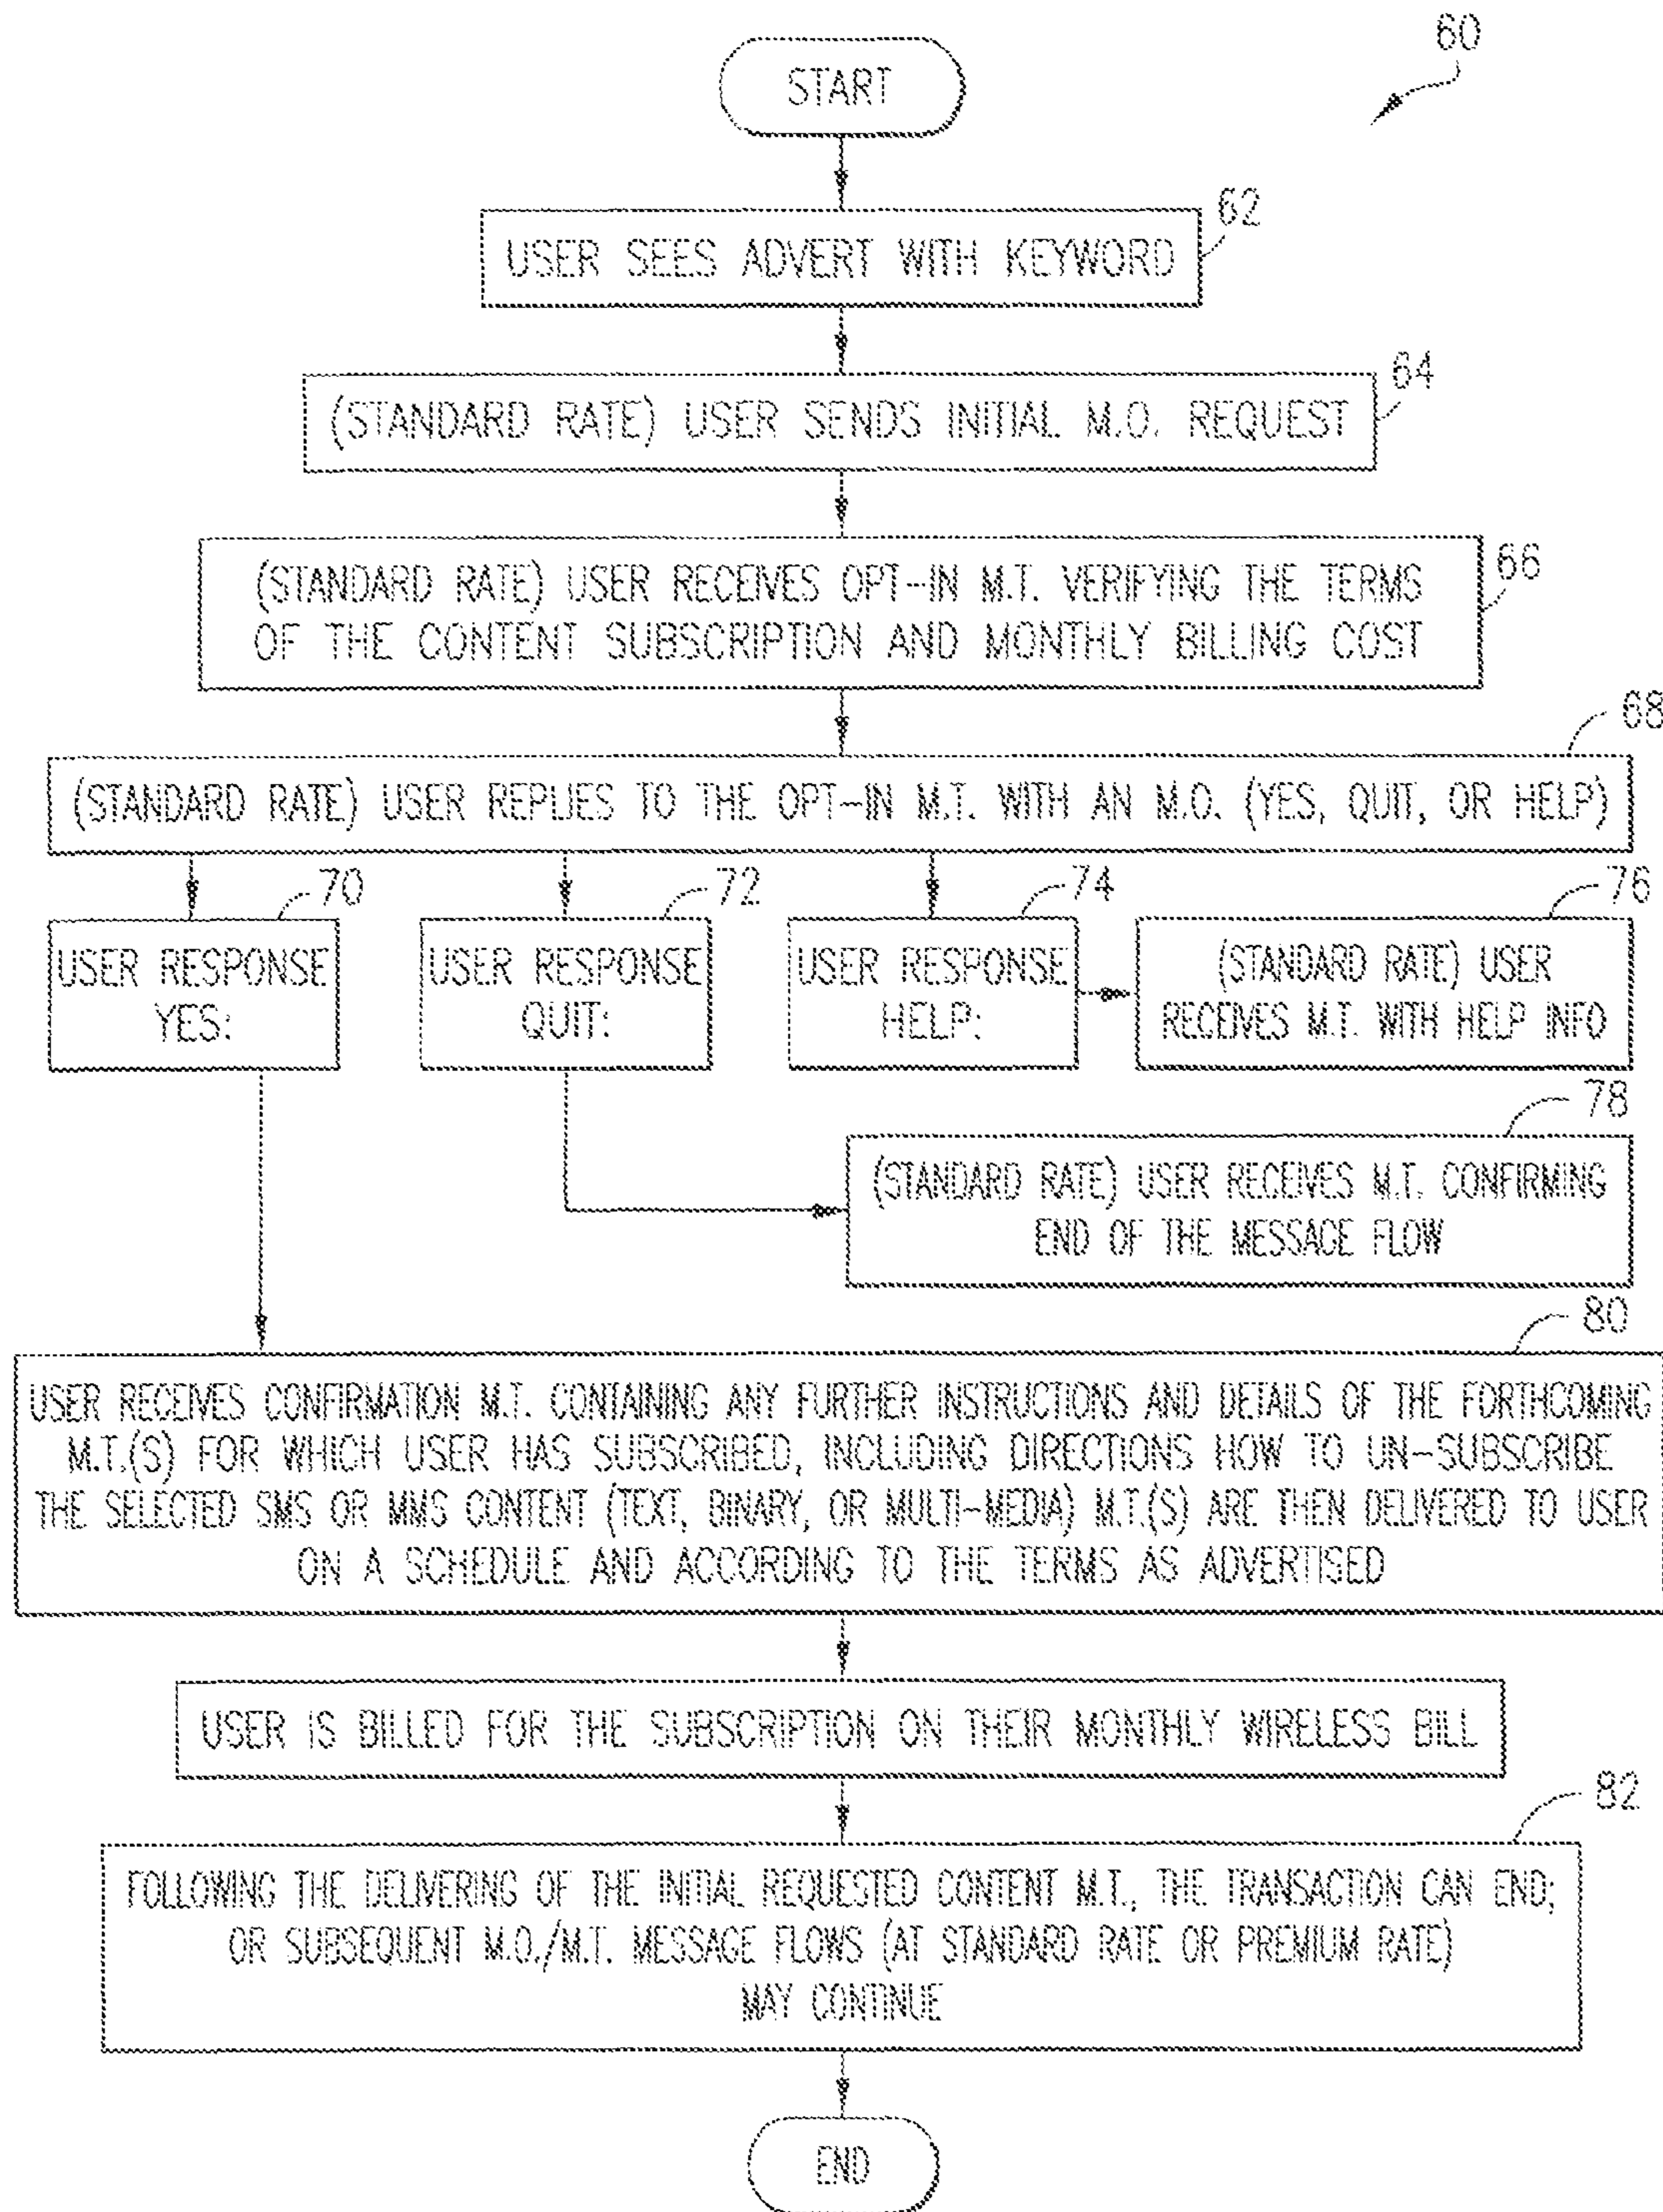 60
START
62
USER SEES ADVERT WITH KEYWORD
64
(STANDARD RATE) USER SENDS INITIAL M.O. REQUEST
66
(STANDARD RATE) USER RECEIVES OPT-IN M.T. VERIFYING THE TERMS
OF THE CONTENT SUBSCRIPTION AND MONTHLY BILLING COST
68
(STANDARD RATE) USER REPLIES TO THE OPT-IN M.T. WITH AN M.O. (YES, QUIT, OR HELP)
70
USER RESPONSE
YES:
72
USER RESPONSE
QUIT:
74
USER RESPONSE
HELP:
76
(STANDARD RATE) USER
RECEIVES M.T. WITH HELP INFO
78
(STANDARD RATE) USER RECEIVES M.T. CONFIRMING
END OF THE MESSAGE FLOW
80
USER RECEIVES CONFIRMATION M.T. CONTAINING ANY FURTHER INSTRUCTIONS AND DETAILS OF THE FORTHCOMING
M.T.(S) FOR WHICH USER HAS SUBSCRIBED, INCLUDING DIRECTIONS HOW TO UN-SUBSCRIBE
THE SELECTED SMS OR MMS CONTENT (TEXT, BINARY, OR MULTI-MEDIA) M.T.(S) ARE THEN DELIVERED TO USER
ON A SCHEDULE AND ACCORDING TO THE TERMS AS ADVERTISED
USER IS BILLED FOR THE SUBSCRIPTION ON THEIR MONTHLY WIRELESS BILL
82
FOLLOWING THE DELIVERING OF THE INITIAL REQUESTED CONTENT M.T., THE TRANSACTION CAN END;
OR SUBSEQUENT M.O./M.T. MESSAGE FLOWS (AT STANDARD RATE OR PREMIUM RATE)
MAY CONTINUE
END